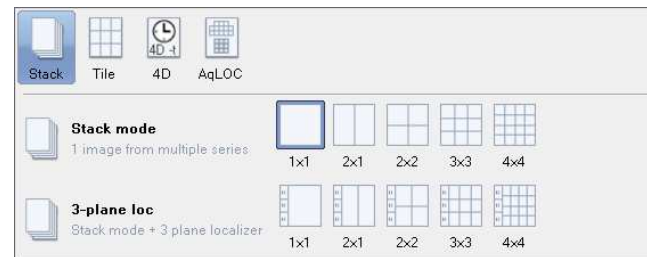 4D -t
Stack Tile 4D AqLOC
Stack mode
1 image from multiple series
1x1 2x1 2x2 3x3 4x4
3-plane loc
Stack mode + 3 plane localizer
1x1 2x1 2x2 3x3 4x4